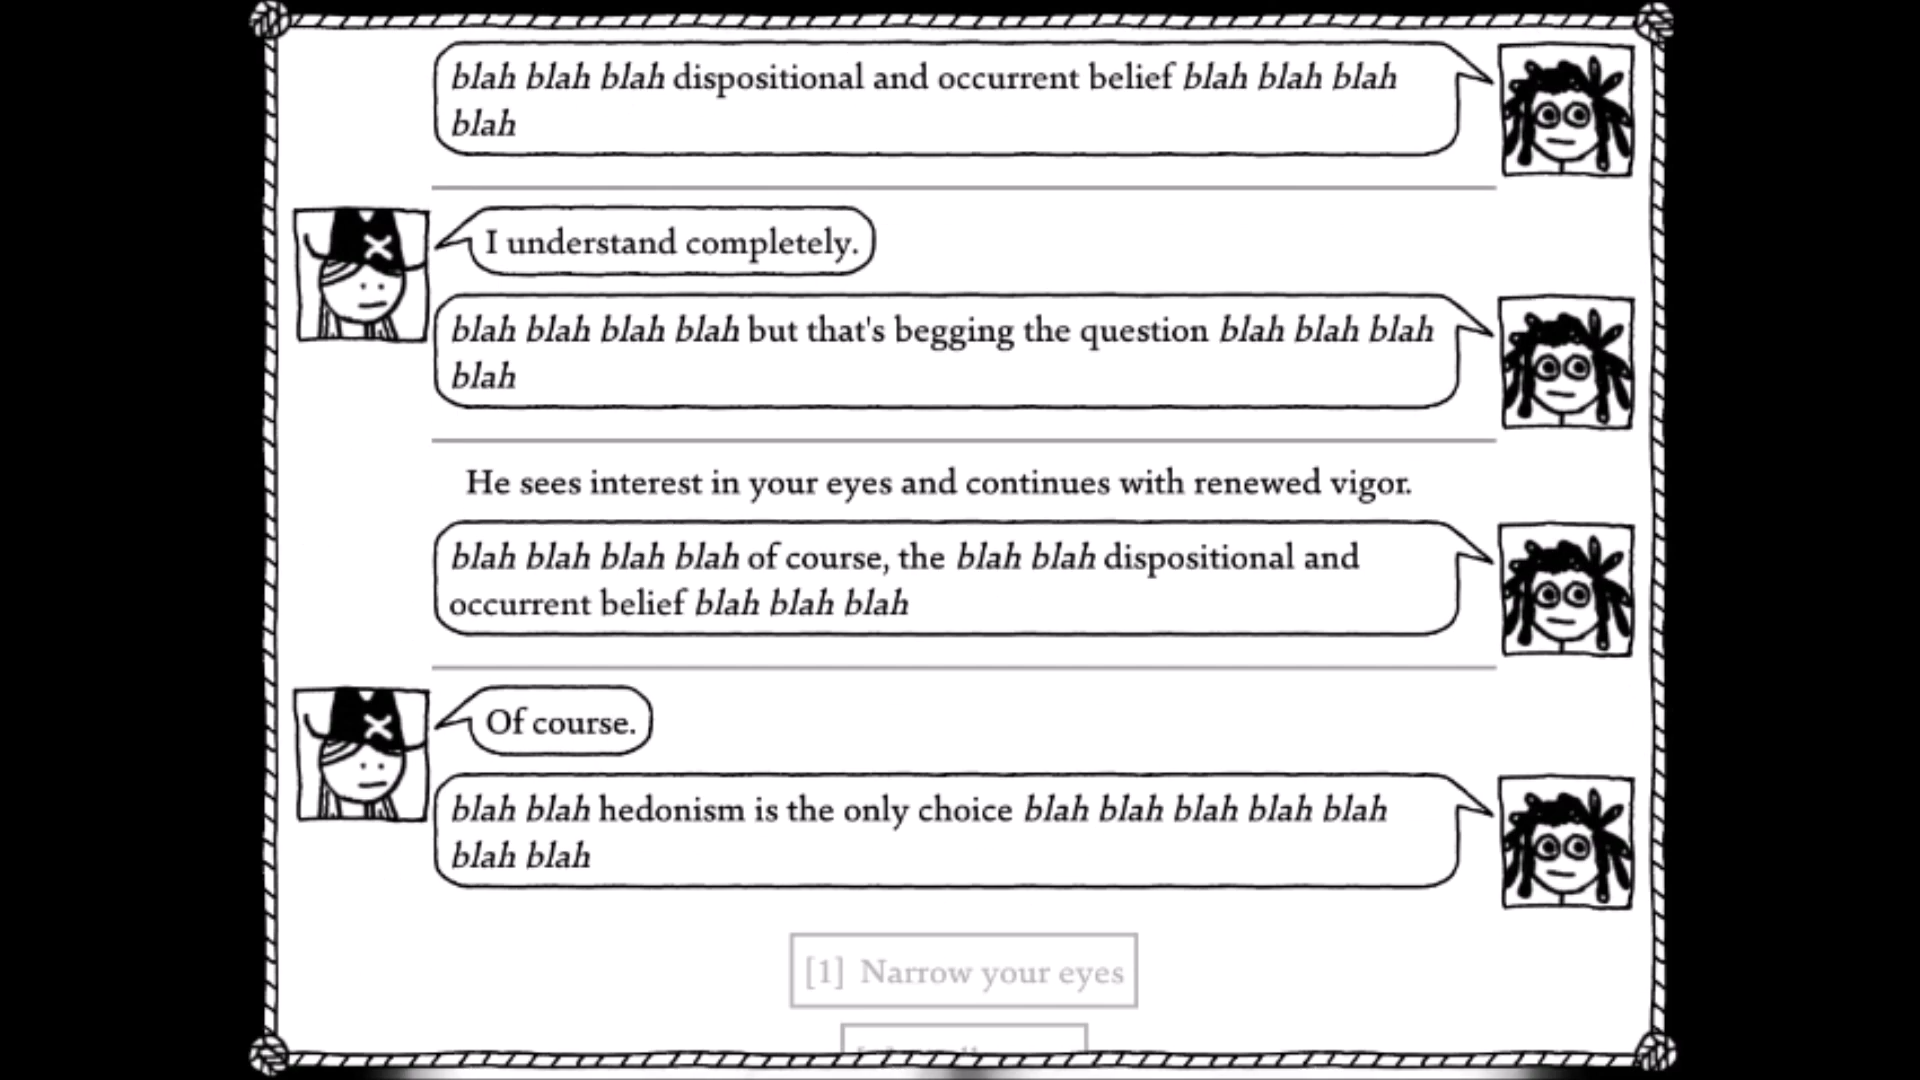 blah blah blah dispositional and occurrent belief blah blah blah
blah
I understand completely.
blah blah blah blah but that's begging the question blah blah blah
blah
He sees interest in your eyes and continues with renewed vigor.
blah blah blah blah of course, the blah blah dispositional and
occurrent belief blah blah blah
Of course.
blah blah hedonism is the only choice blah blah blah blah blah
blah blah
[1] Narrow your eyes